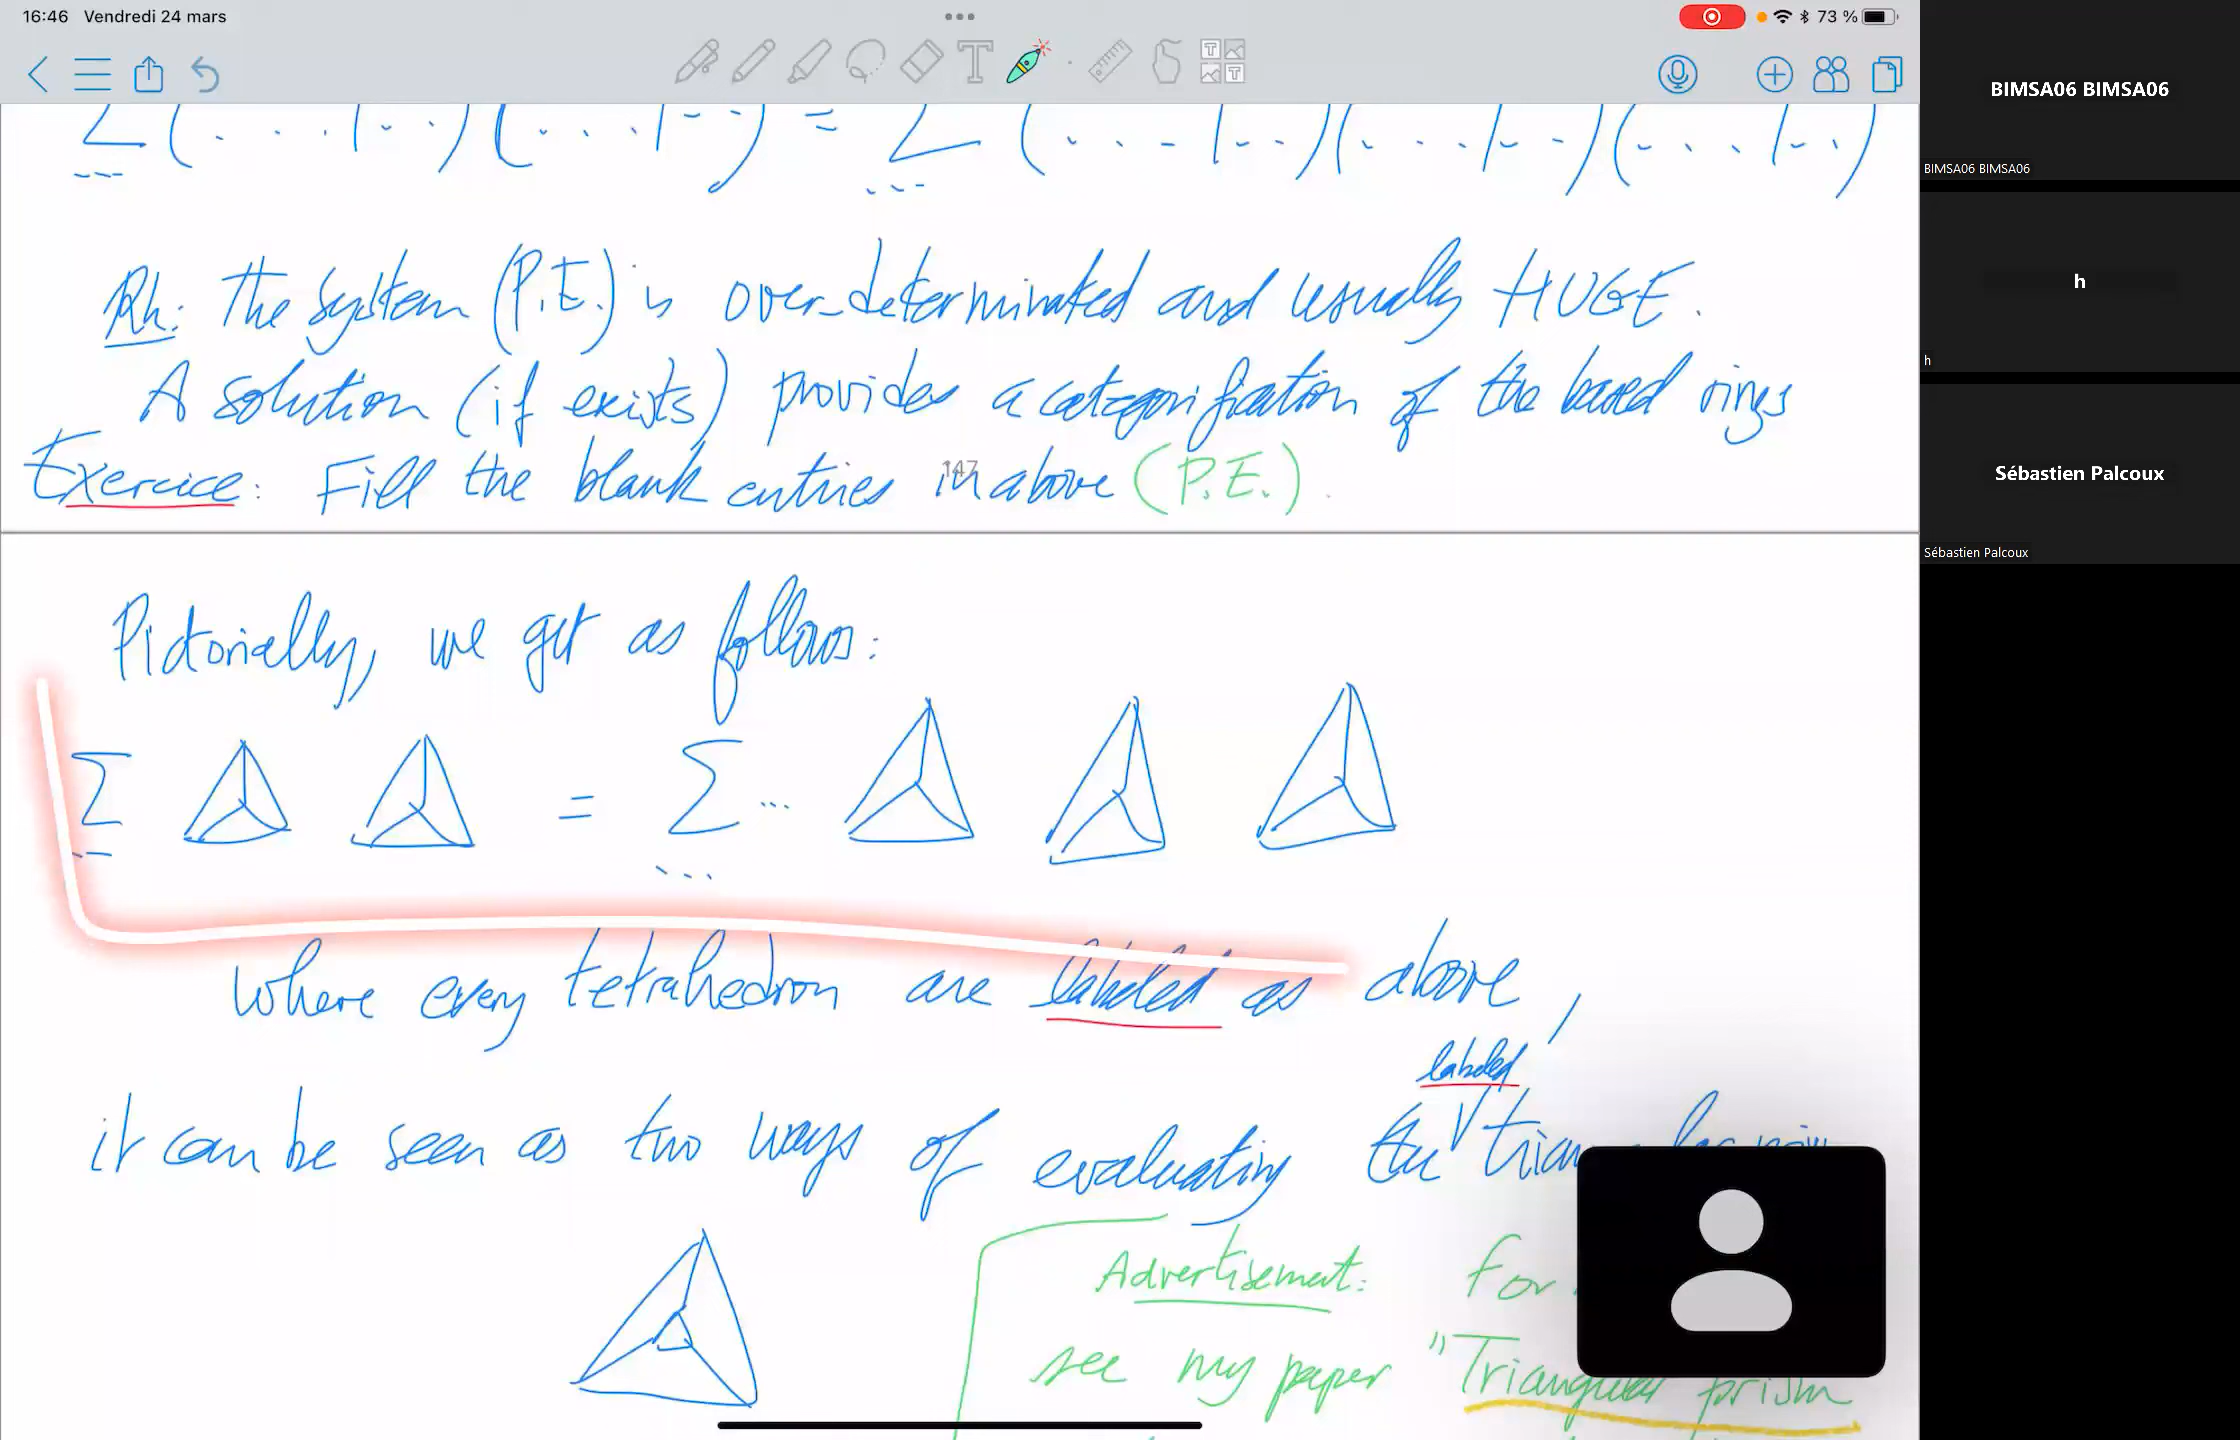 16:46 Vendredi 24 mars
73 %
Σ (...|..)(...|..) = Σ (...|..)(...|..)(...|..)
Rk: The system (P.E.) is over-determinated and usually HUGE.
A solution (if exists) provides a categorification of the based rings
Exercice: Fill the blank entries in above (P.E.).
147
Pictorially, we get as follows:
Σ = Σ ...
where every tetrahedron are labeled as above,
labeled
it can be seen as two ways of evaluating the
Advertisement: For
see my paper "Triangular prism
BIMSA06 BIMSA06
BIMSA06 BIMSA06
h
h
Sébastien Palcoux
Sébastien Palcoux